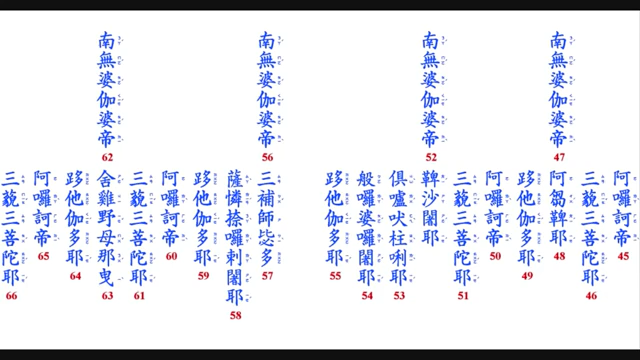 阿囉訶帝
45
三藐三菩陀耶
46
南無婆伽婆帝
47
阿芻鞞耶
48
跢他伽多耶
49
阿囉訶帝
50
三藐三菩陀耶
51
南無婆伽婆帝
52
鞞沙闍耶
俱盧吠柱唎耶
53
般囉婆囉闍耶
54
跢他伽多耶
55
南無婆伽婆帝
56
三補師毖多
57
薩憐捺囉剌闍耶
58
跢他伽多耶
59
阿囉訶帝
60
三藐三菩陀耶
61
南無婆伽婆帝
62
舍雞野母那曳
63
跢他伽多耶
64
阿囉訶帝
65
三藐三菩陀耶
66